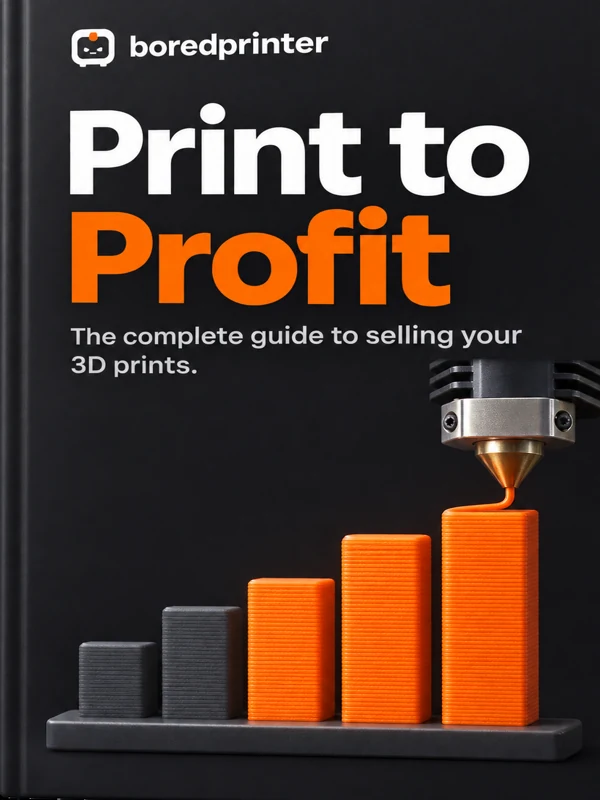 boredprinter
Print to
Profit
The complete guide to selling your
3D prints.